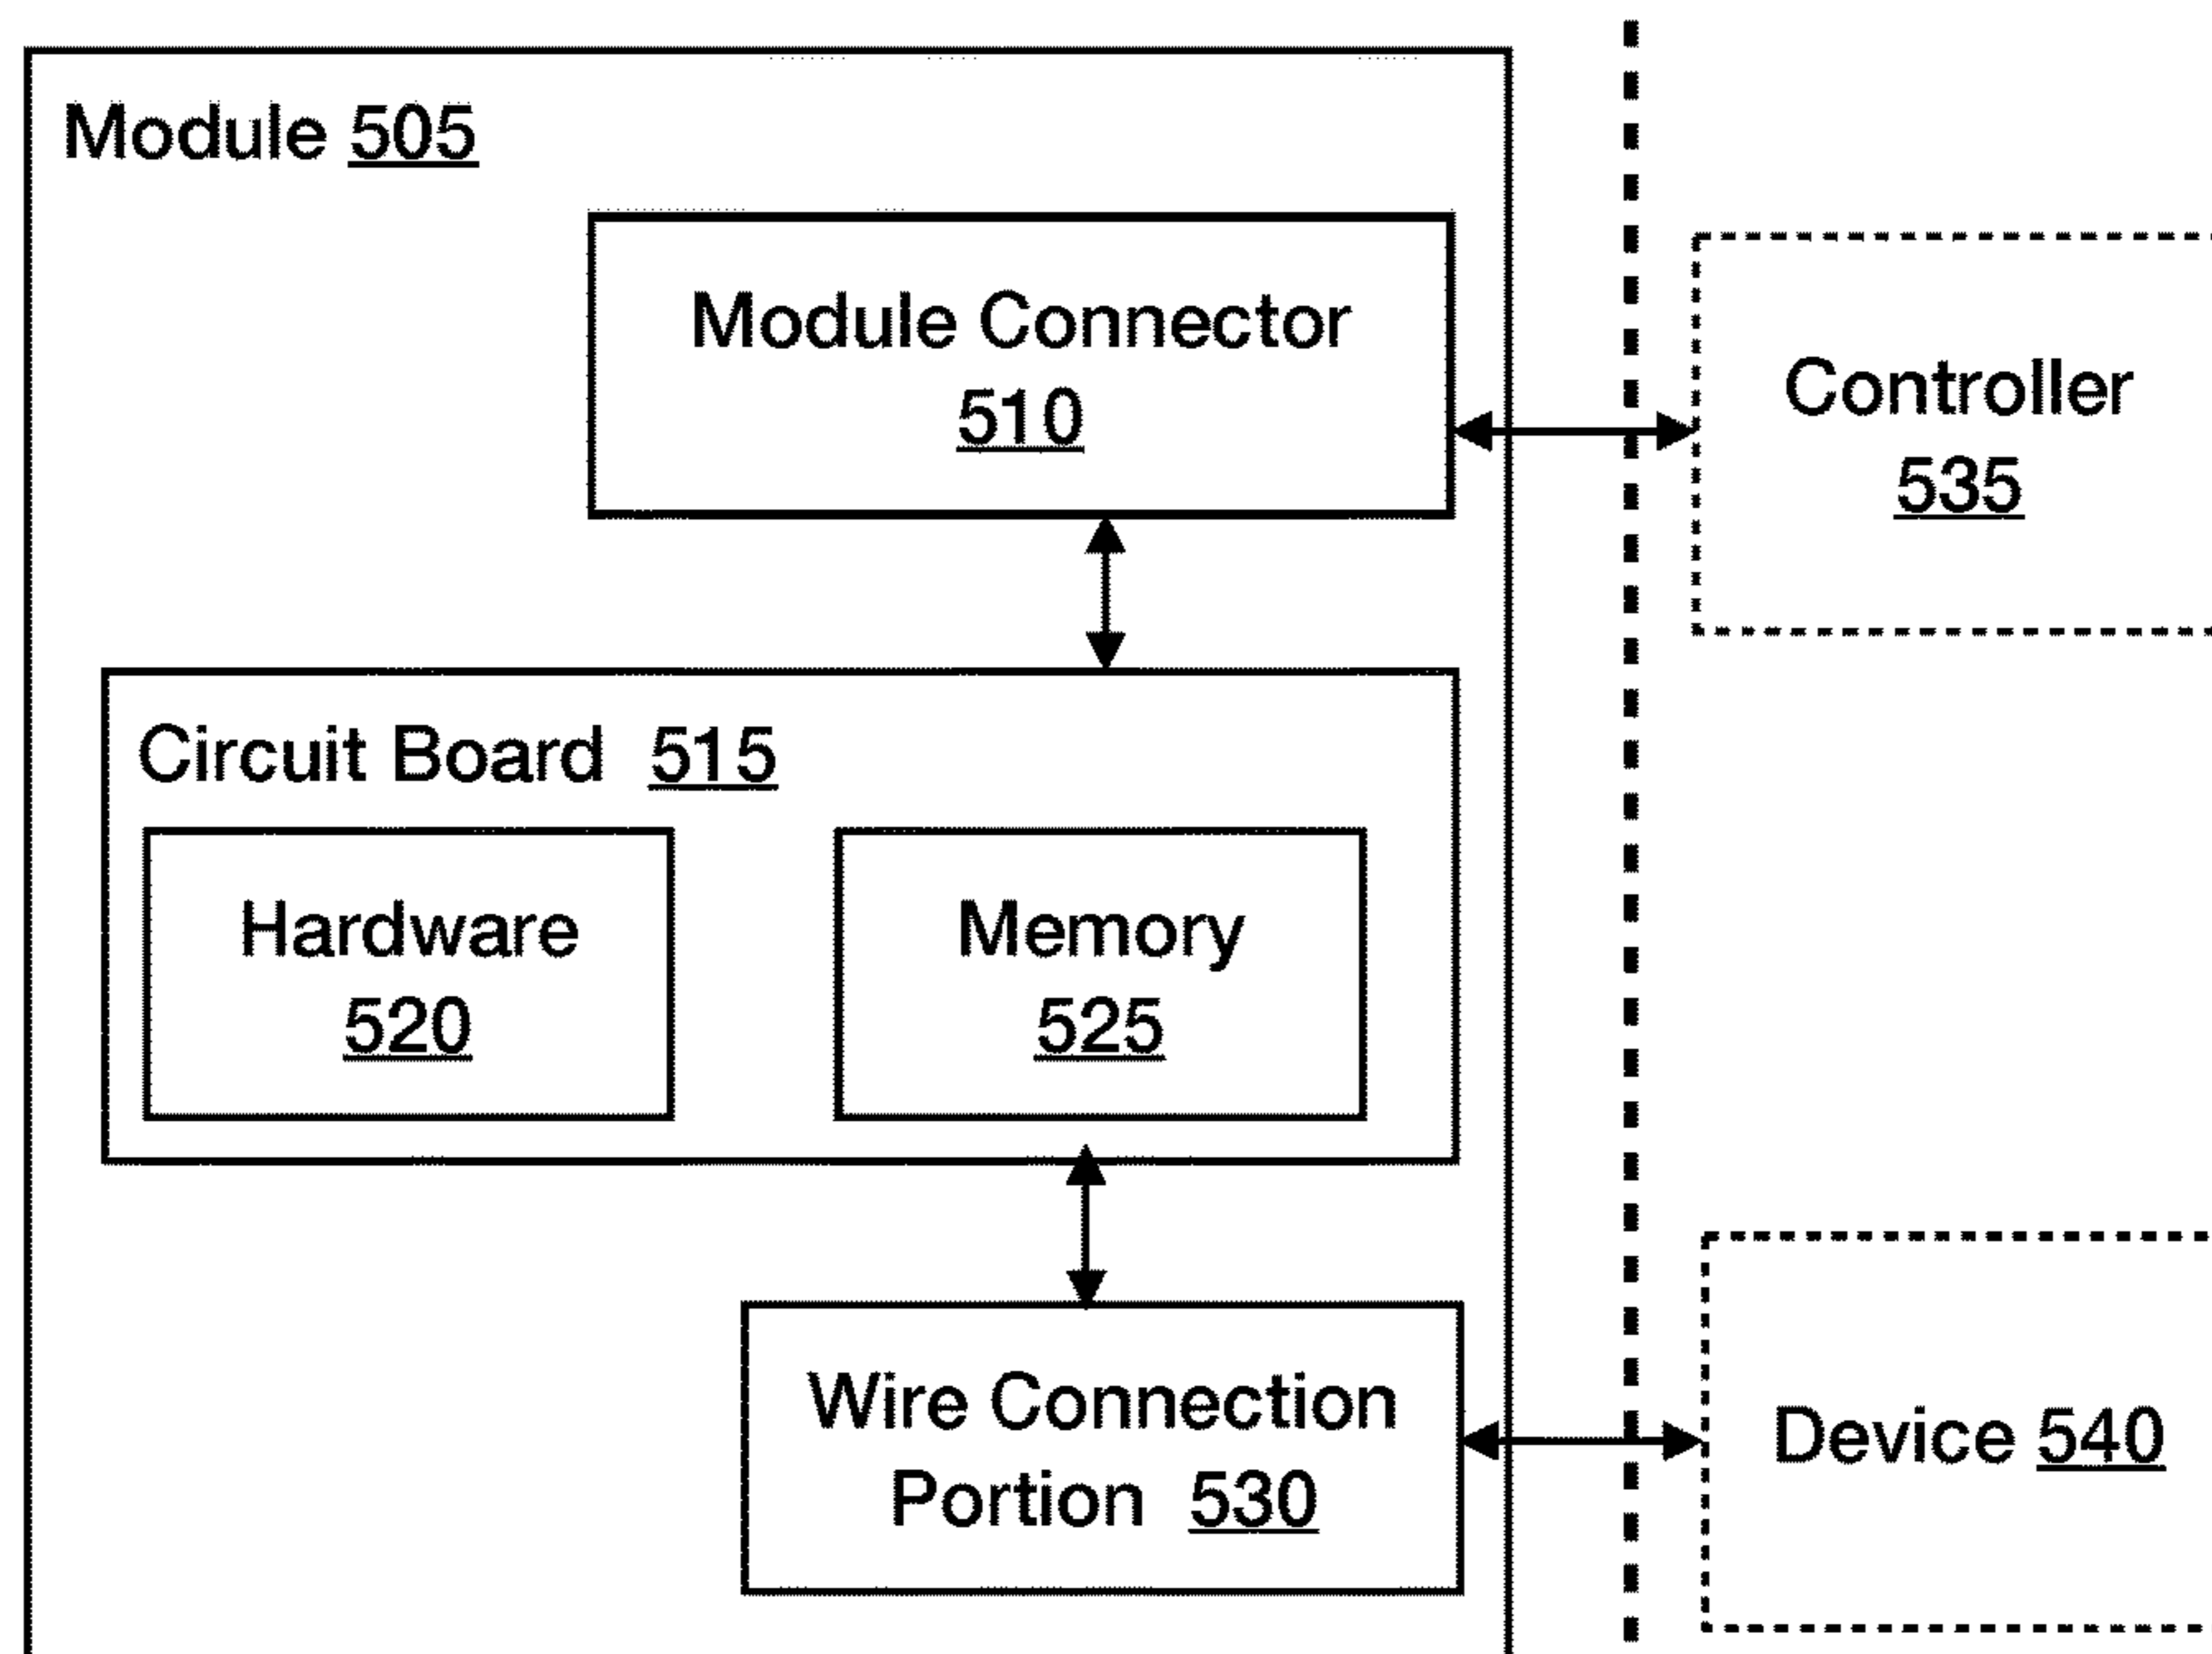 Module 505
Module Connector
510
Controller
535
Circuit Board 515
Hardware
520
Memory
525
Wire Connection
Portion 530
Device 540